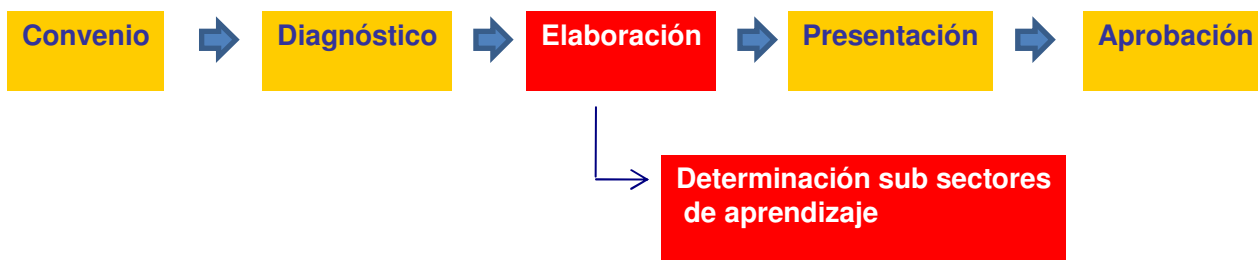 Convenio
Diagnóstico
Elaboración
Presentación
Aprobación
Determinación sub sectores
de aprendizaje